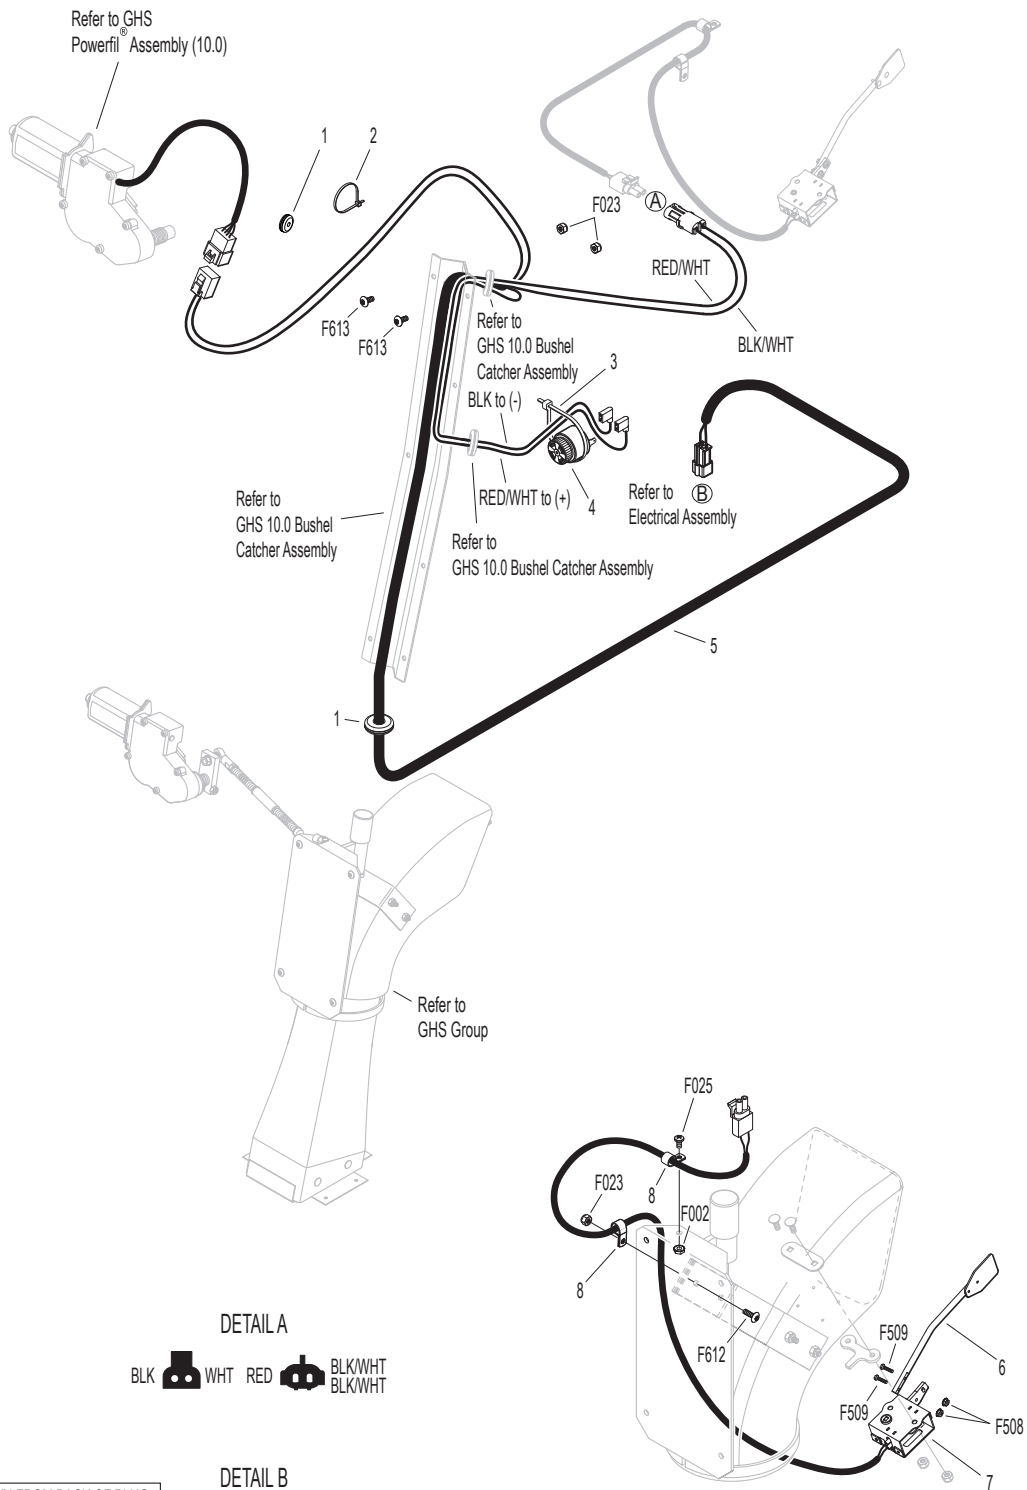 Refer to GHS
Powerfil® Assembly (10.0)
1
2
F023
A
RED/WHT
BLK/WHT
F613
F613
Refer to
GHS 10.0 Bushel
Catcher Assembly
3
BLK to (-)
RED/WHT to (+)
4
Refer to
GHS 10.0 Bushel
Catcher Assembly
Refer to
GHS 10.0 Bushel Catcher Assembly
Refer to B
Electrical Assembly
5
1
Refer to
GHS Group
F025
8
F023
F002
8
F612
F509
6
F509
F508
7
DETAIL A
BLK WHT RED BLK/WHT
BLK/WHT
DETAIL B